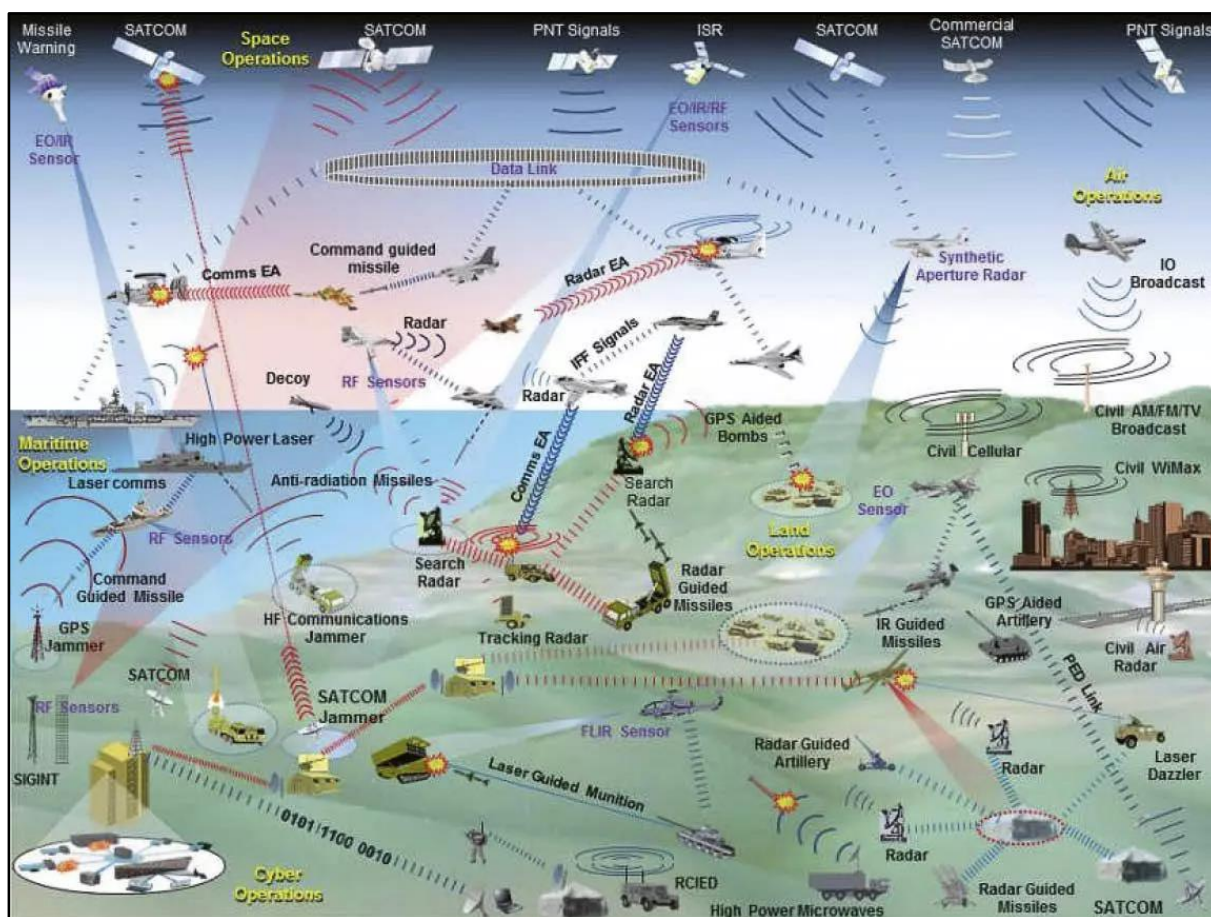 Missile
Warning
SATCOM
Space
Operations
SATCOM
PNT Signals
ISR
SATCOM
Commercial
SATCOM
PNT Signals
EO/IR
Sensor
EO/IR/RF
Sensors
Data Link
Air
Operations
Comms EA
Command guided
missile
Radar EA
Synthetic
Aperture Radar
IO
Broadcast
Radar
IFF Signals
RF Sensors
Decoy
Radar
Radar EA
GPS Aided
Bombs
Civil AM/FM/TV
Broadcast
Civil Cellular
Maritime
Operations
High Power Laser
Laser comms
Anti-radiation Missiles
Comms EA
Search
Radar
EO
Sensor
Civil WiMax
RF Sensors
Land
Operations
Command
Guided Missile
Search
Radar
Radar
Guided
Missiles
GPS
Jammer
HF Communications
Jammer
Tracking Radar
IR Guided
Missiles
GPS Aided
Artillery
Civil Air
Radar
SATCOM
SATCOM
Jammer
PED Link
RF Sensors
FLIR Sensor
SIGINT
Radar Guided
Artillery
Radar
Laser
Dazzler
Laser Guided Munition
0101/1100 0010
Radar
Cyber
Operations
RCIED
High Power Microwaves
Radar Guided
Missiles
SATCOM